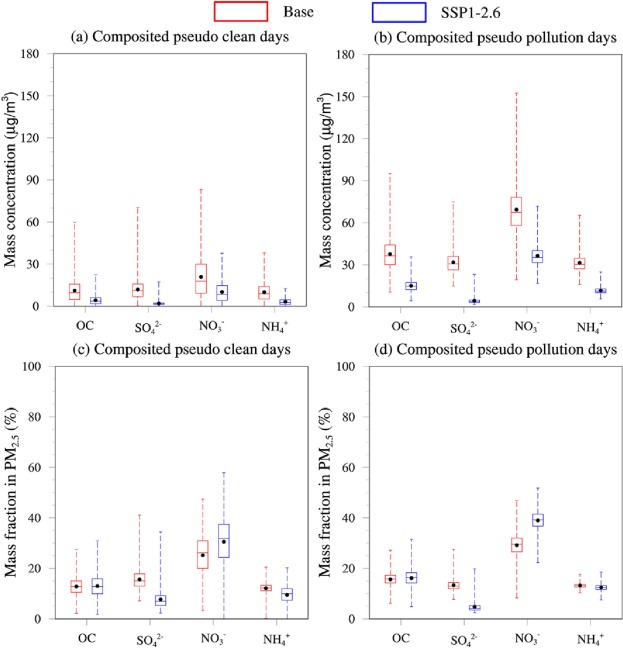 Base SSP1-2.6
(a) Composited pseudo clean days (b) Composited pseudo pollution days
Mass concentration (μg/m³)
180
150
120
90
60
30
0
OC SO₄²⁻ NO₃⁻ NH₄⁺
Mass concentration (μg/m³)
180
150
120
90
60
30
0
OC SO₄²⁻ NO₃⁻ NH₄⁺
(c) Composited pseudo clean days (d) Composited pseudo pollution days
Mass fraction in PM₂.₅ (%)
100
80
60
40
20
0
OC SO₄²⁻ NO₃⁻ NH₄⁺
Mass fraction in PM₂.₅ (%)
100
80
60
40
20
0
OC SO₄²⁻ NO₃⁻ NH₄⁺